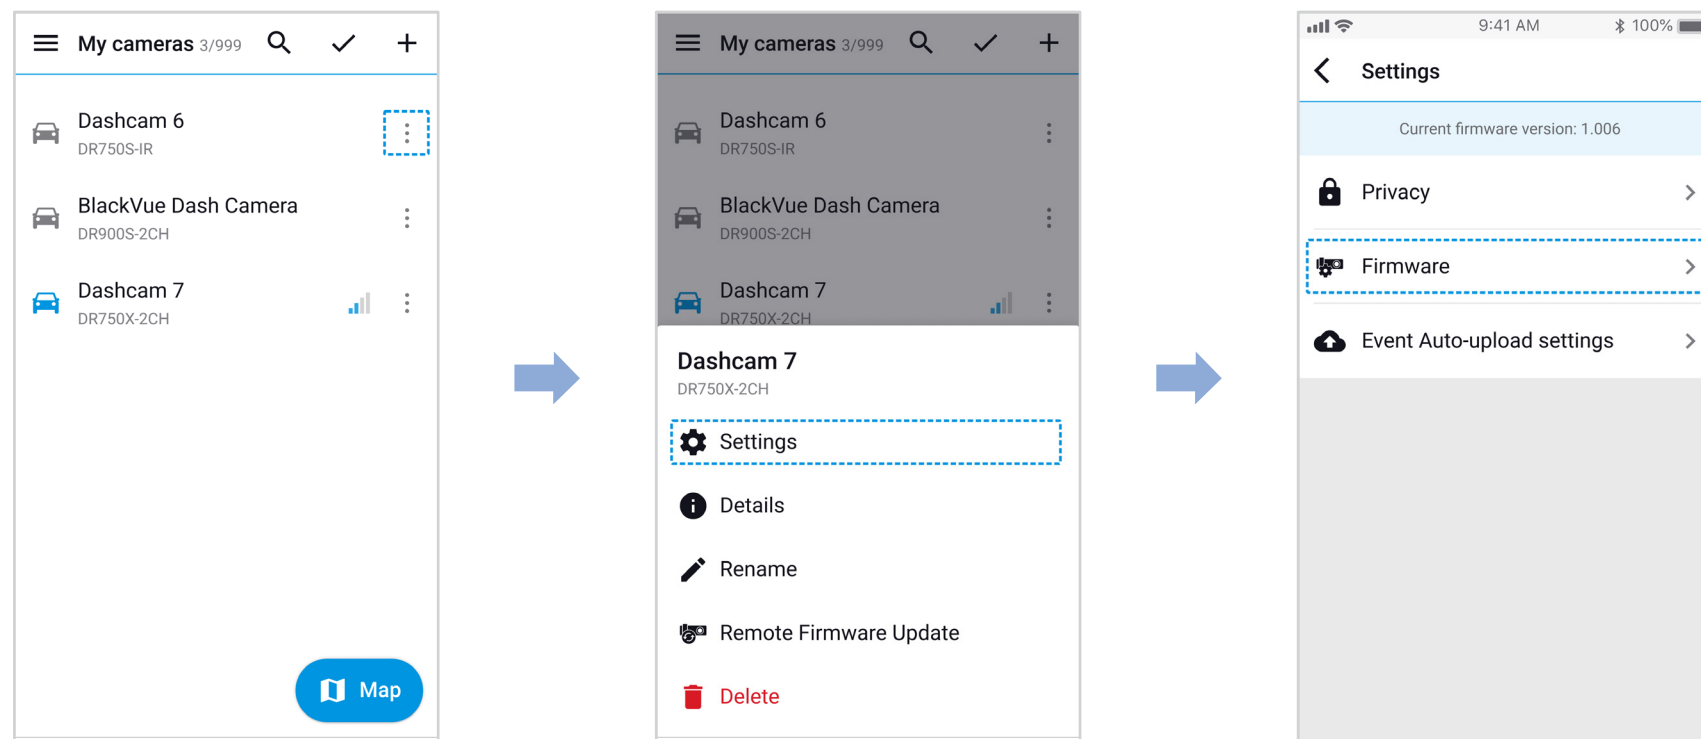 My cameras 3/999
Dashcam 6
DR750S-IR
BlackVue Dash Camera
DR900S-2CH
Dashcam 7
DR750X-2CH
Map
My cameras 3/999
Dashcam 6
DR750S-IR
BlackVue Dash Camera
DR900S-2CH
Dashcam 7
DR750X-2CH
Dashcam 7
DR750X-2CH
Settings
Details
Rename
Remote Firmware Update
Delete
9:41 AM 100%
Settings
Current firmware version: 1.006
Privacy
Firmware
Event Auto-upload settings